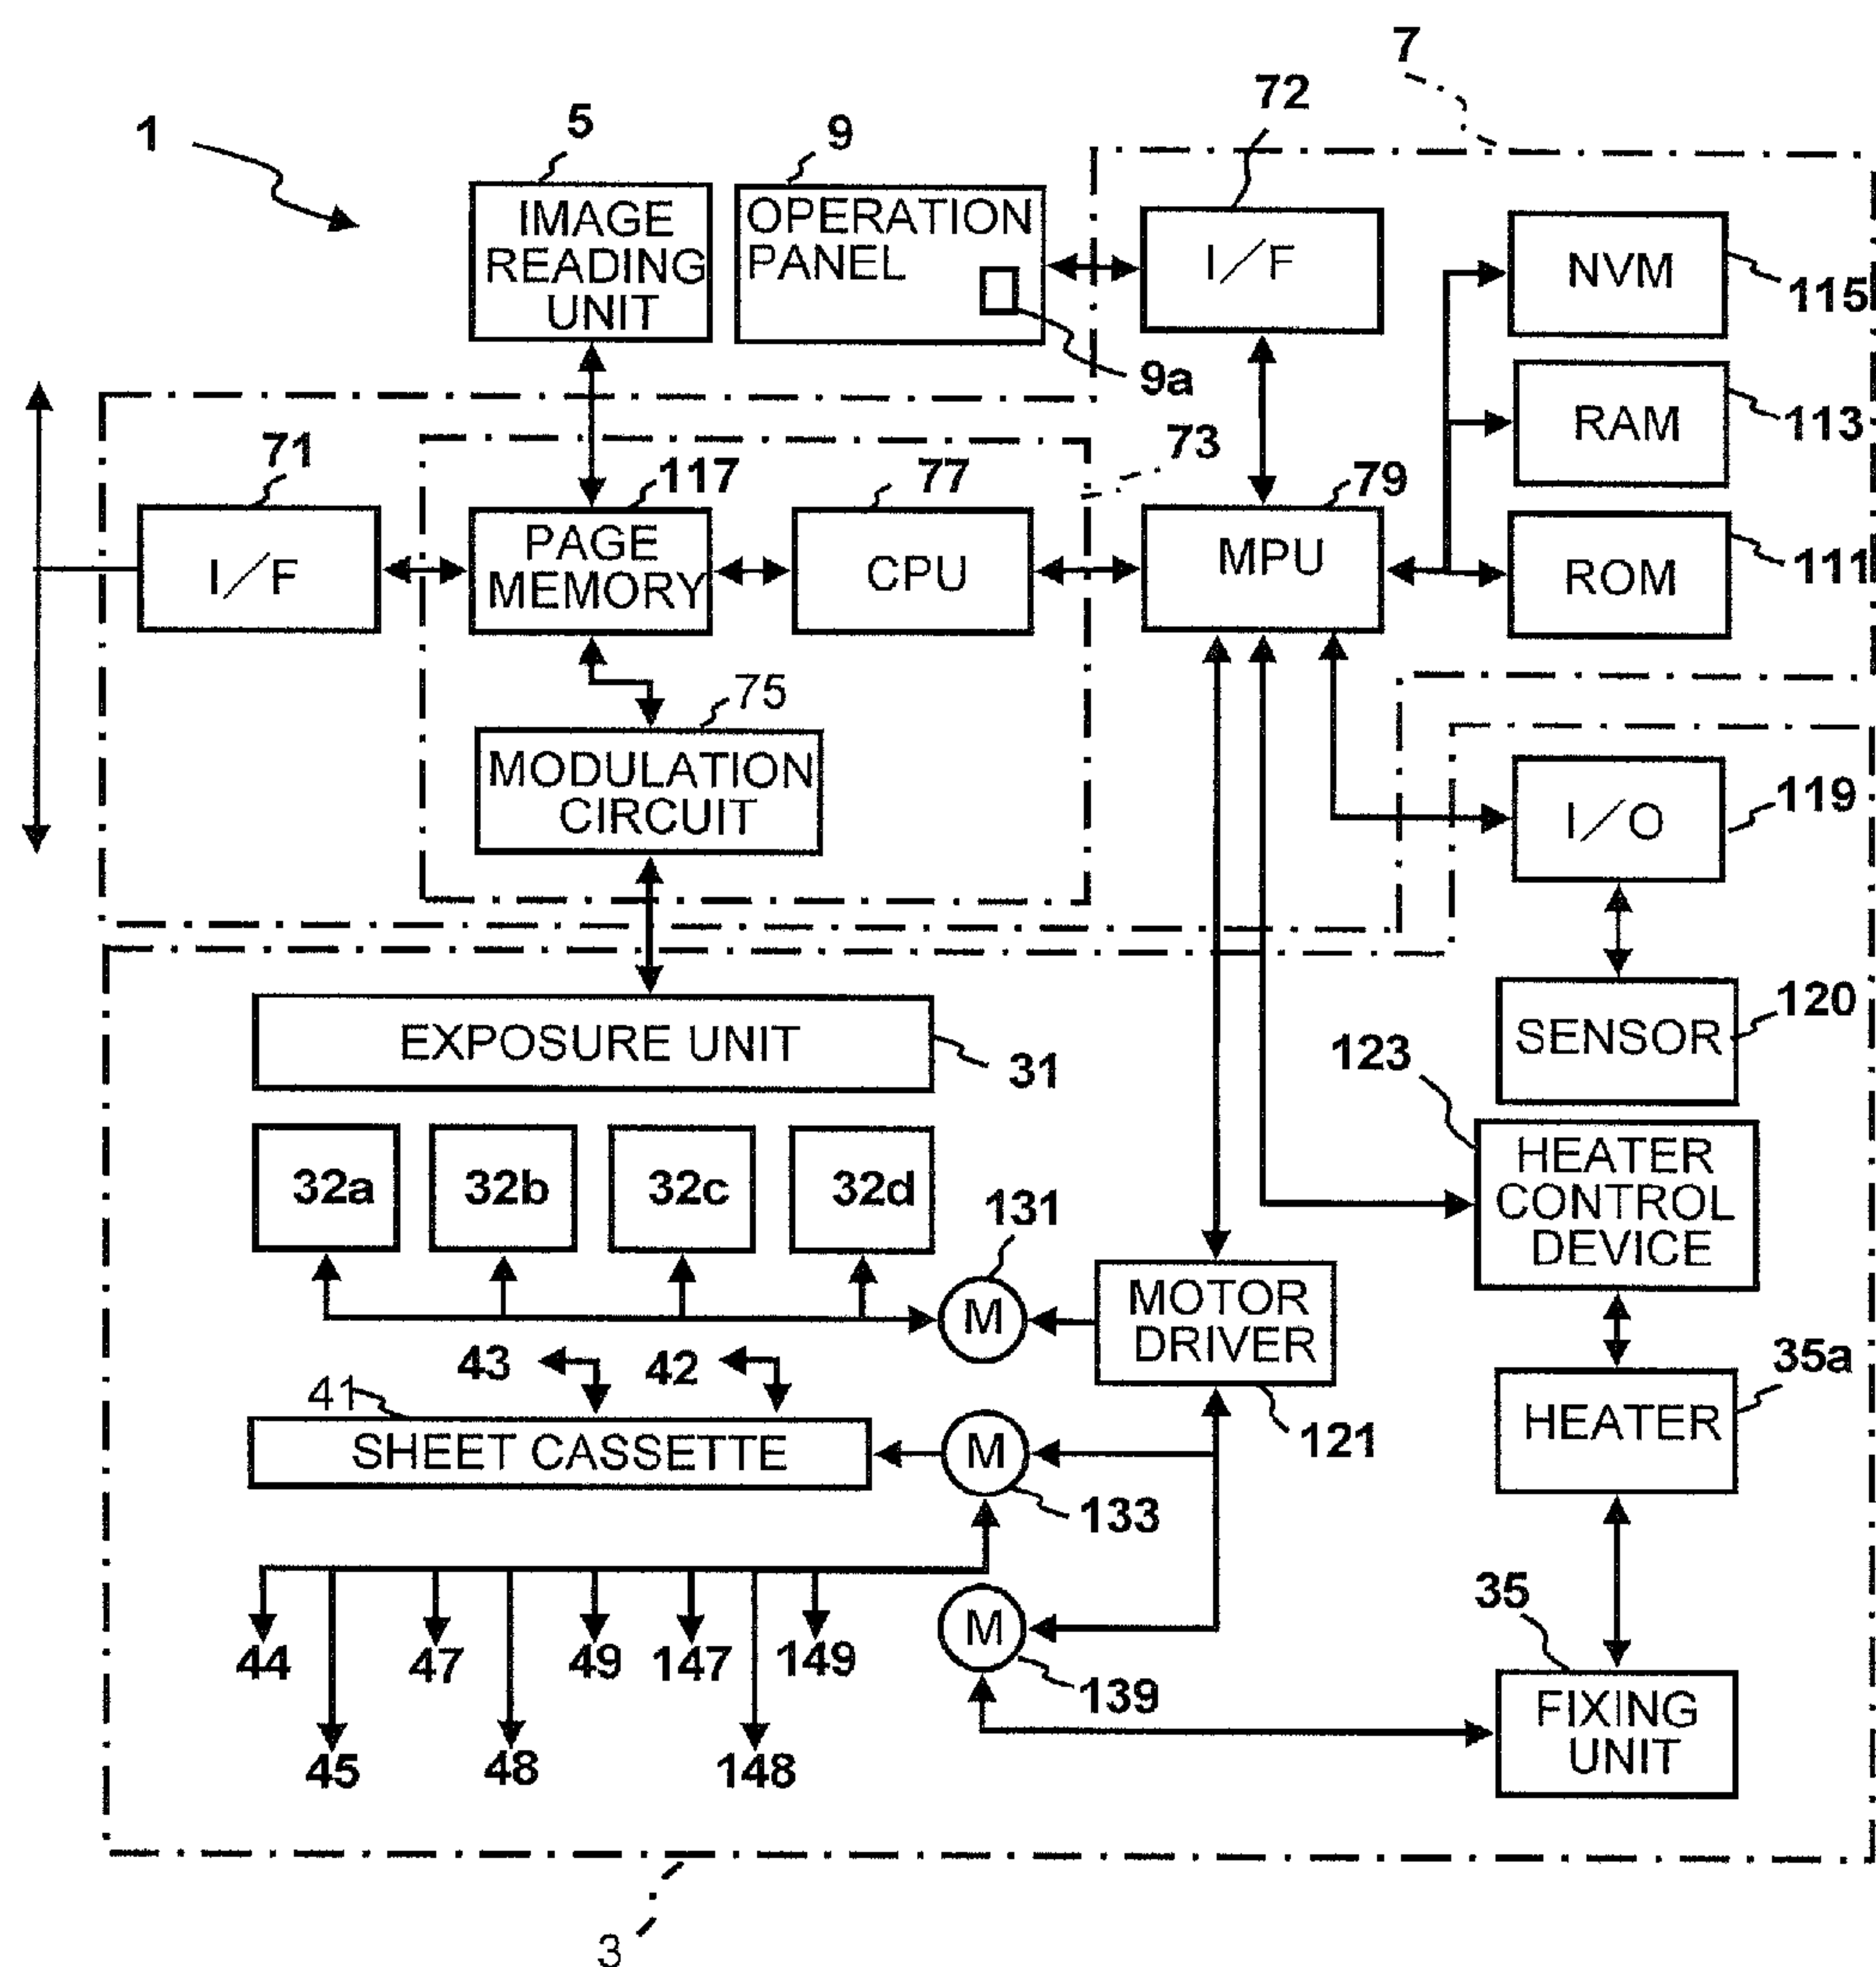 7
72
5
9
1
IMAGE
READING
UNIT
OPERATION
PANEL
I/F
NVM
115
9a
RAM
113
73
71
117
77
79
I/F
PAGE
MEMORY
CPU
MPU
ROM
111
75
MODULATION
CIRCUIT
I/O
119
EXPOSURE UNIT
31
SENSOR
120
123
32a
32b
32c
32d
131
HEATER
CONTROL
DEVICE
M
MOTOR
DRIVER
43
42
35a
41
SHEET CASSETTE
M
121
HEATER
133
M
35
44
47
49
147
149
139
FIXING
UNIT
45
48
148
3